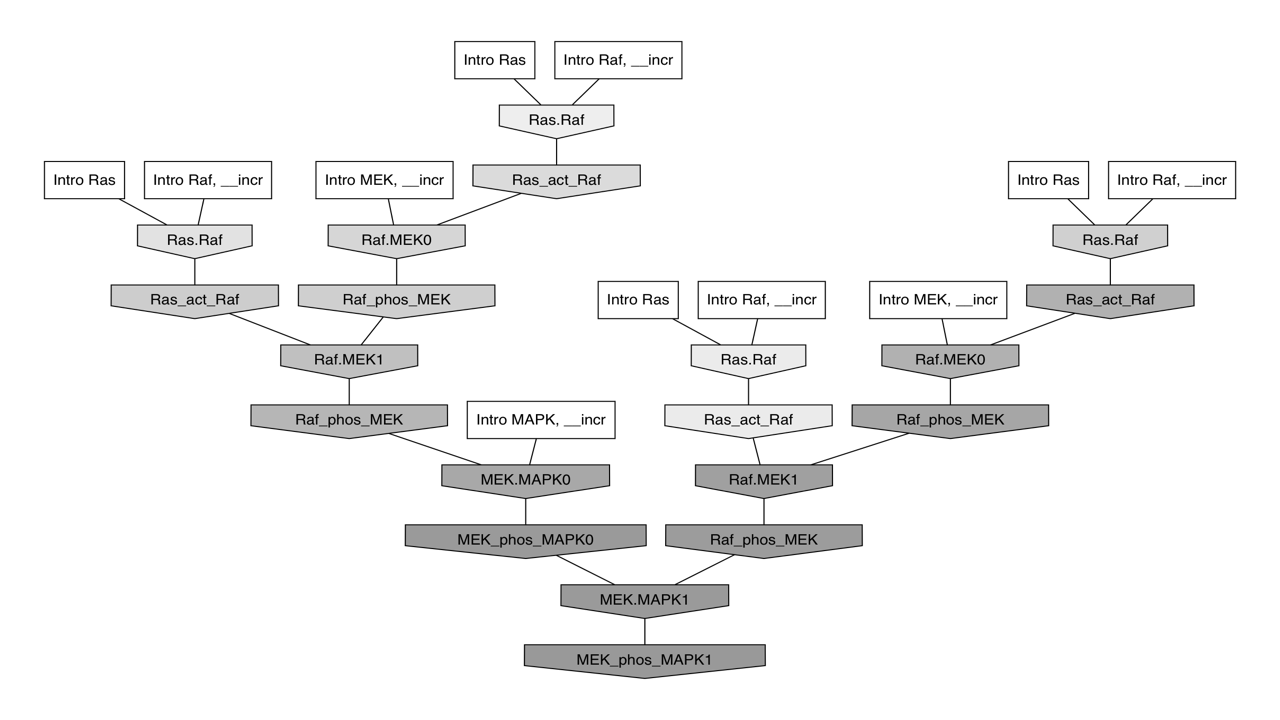 Intro Ras
Intro Raf, __incr
Ras.Raf
Intro Ras
Intro Raf, __incr
Intro MEK, __incr
Ras_act_Raf
Intro Ras
Intro Raf, __incr
Ras.Raf
Raf.MEK0
Ras.Raf
Ras_act_Raf
Raf_phos_MEK
Intro Ras
Intro Raf, __incr
Intro MEK, __incr
Ras_act_Raf
Raf.MEK1
Ras.Raf
Raf.MEK0
Raf_phos_MEK
Intro MAPK, __incr
Ras_act_Raf
Raf_phos_MEK
MEK.MAPK0
Raf.MEK1
MEK_phos_MAPK0
Raf_phos_MEK
MEK.MAPK1
MEK_phos_MAPK1